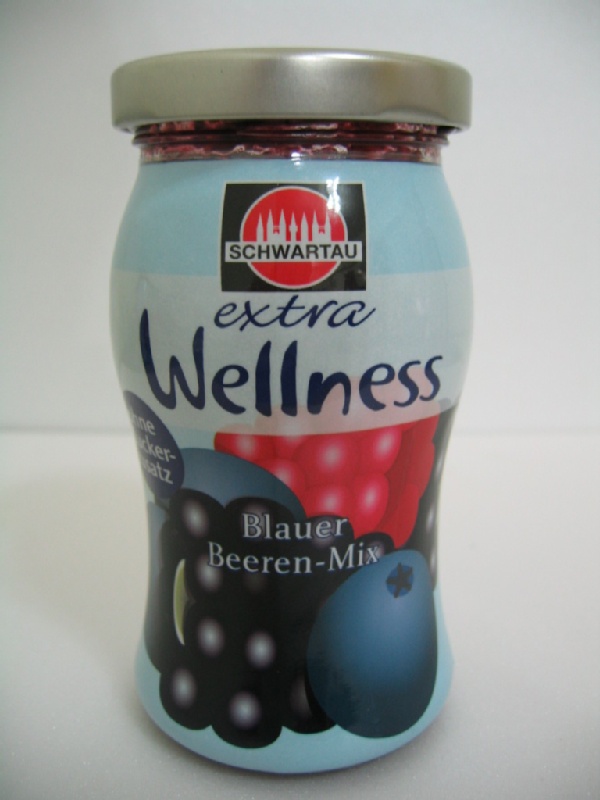 SCHWARTAU
extra
Wellness
Blauer
Beeren-Mix